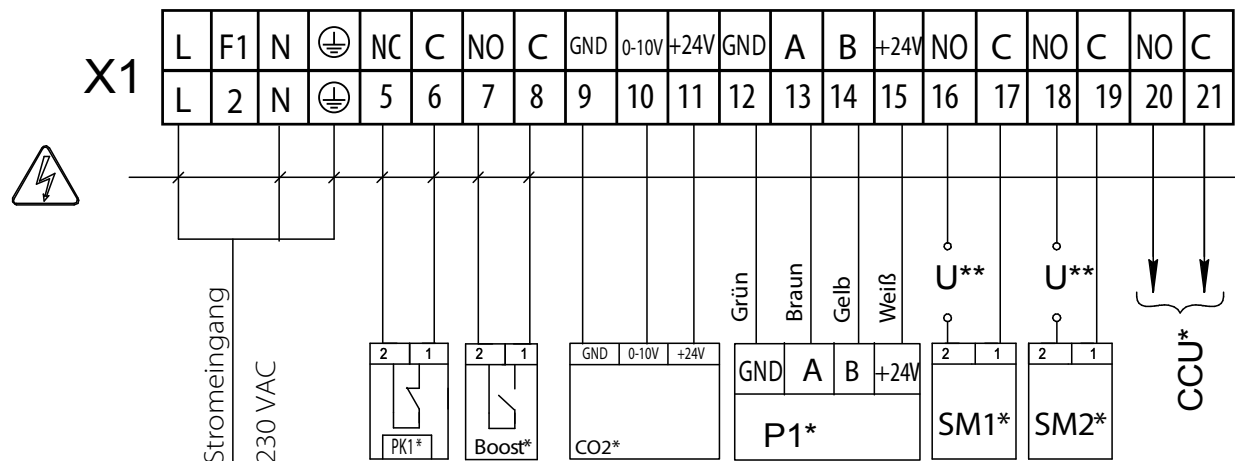 X1
L F1 N NC C NO C GND 0-10V +24V GND A B +24V NO C NO C NO C
L 2 N 5 6 7 8 9 10 11 12 13 14 15 16 17 18 19 20 21
Stromeingang
230 VAC
2 1
PK1*
2 1
Boost*
GND 0-10V +24V
CO2*
Grün
Braun
Gelb
Weiß
GND A B +24V
P1*
U**
2 1
SM1*
U**
2 1
SM2*
CCU*